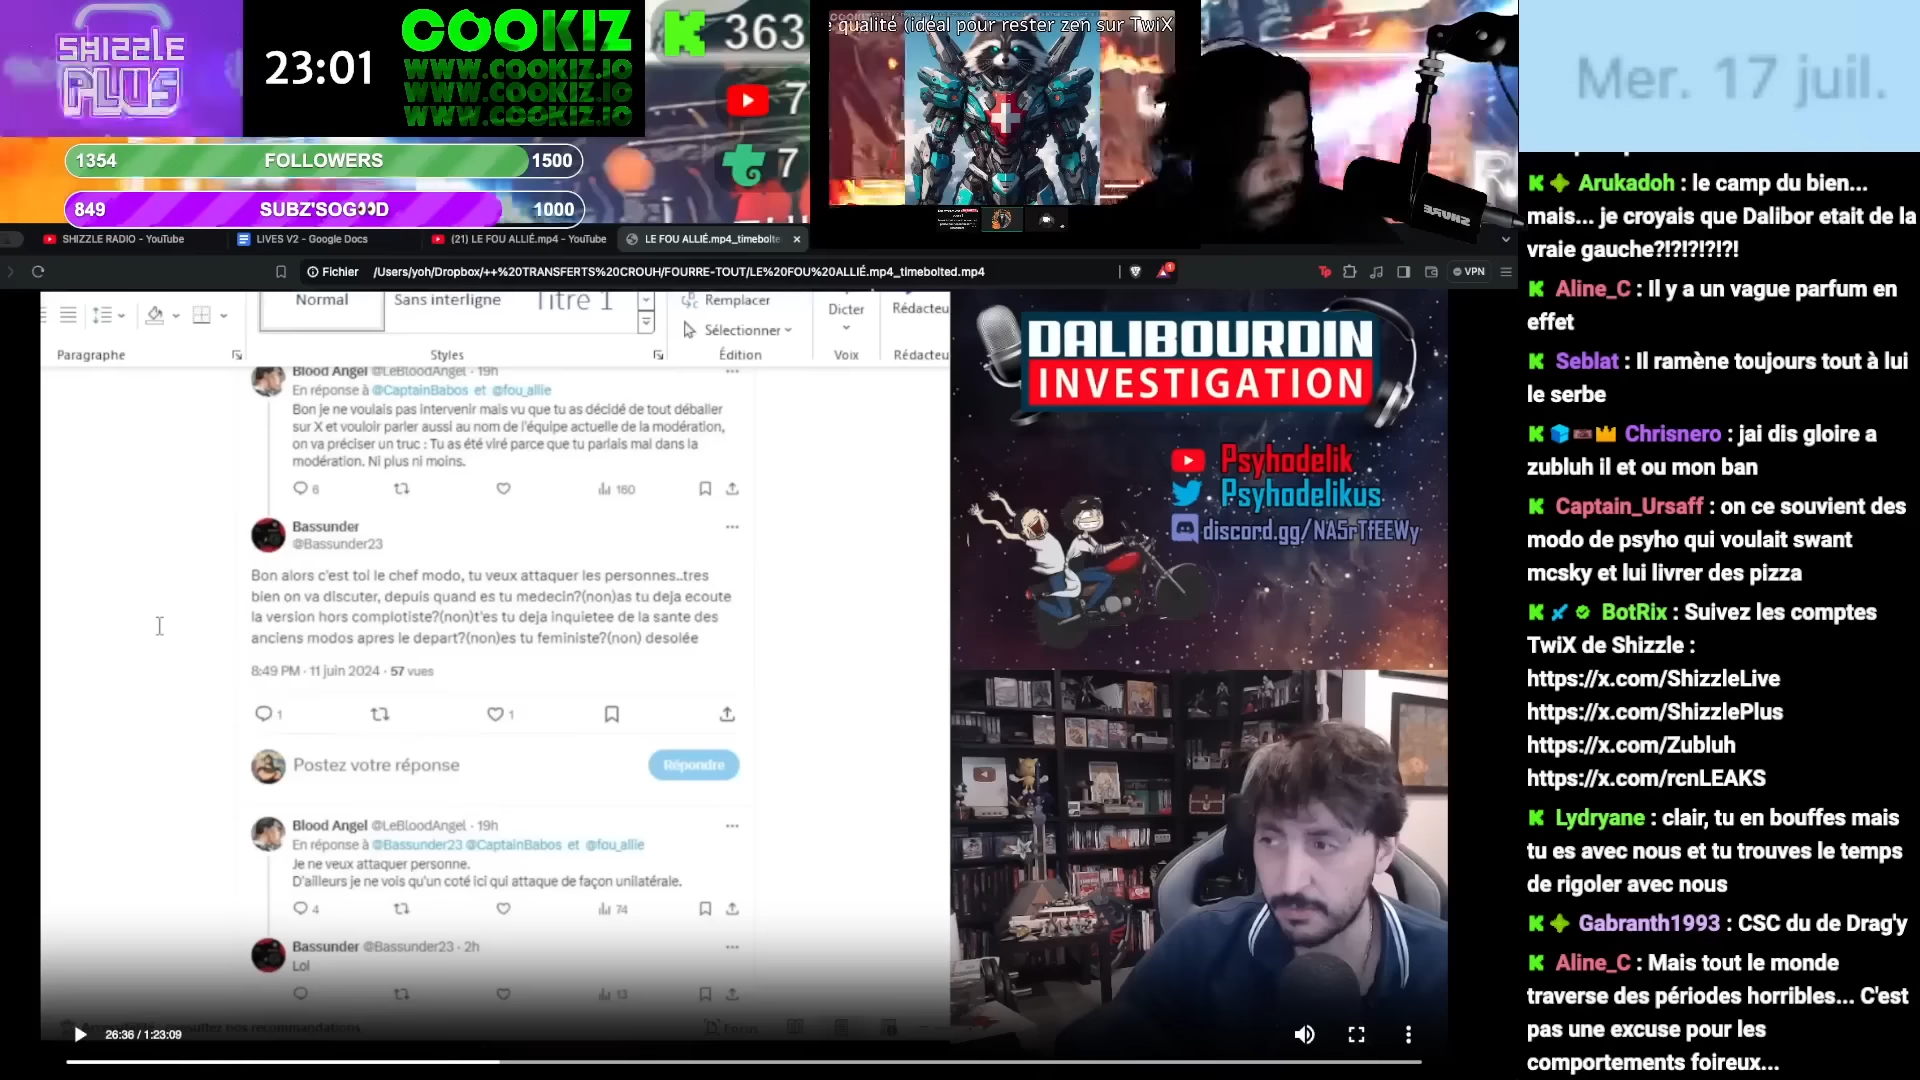 SHIZZLE
PLUS
23:01
COOKIZ
WWW.COOKIZ.IO
WWW.COOKIZ.IO
WWW.COOKIZ.IO
363
7
7
1354 FOLLOWERS 1500
849 SUBZ'SOG👀D 1000
qualité (idéal pour rester zen sur TwiX
SHURE
Mer. 17 juil.
SHIZZLE RADIO - YouTube
LIVES V2 - Google Docs
(21) LE FOU ALLIÉ.mp4 - YouTube
LE FOU ALLIÉ.mp4_timebolte
Fichier /Users/yoh/Dropbox/++%20TRANSFERTS%20CROUH/FOURRE-TOUT/LE%20FOU%20ALLIÉ.mp4_timebolted.mp4
VPN
Normal
Sans interligne
Titre 1
Remplacer
Sélectionner
Dicter
Rédacteu
Paragraphe
Styles
Édition
Voix
Rédacteu
Blood Angel @LeBloodAngel · 19h
En réponse à @CaptainBabos et @fou_allie
Bon je ne voulais pas intervenir mais vu que tu as décidé de tout déballer
sur X et vouloir parler aussi au nom de l'équipe actuelle de la modération,
on va préciser un truc : Tu as été viré parce que tu parlais mal dans la
modération. Ni plus ni moins.
6
160
Bassunder
@Bassunder23
Bon alors c'est toi le chef modo, tu veux attaquer les personnes..tres
bien on va discuter, depuis quand es tu medecin?(non)as tu deja ecoute
la version hors complotiste?(non)t'es tu deja inquietee de la sante des
anciens modos apres le depart?(non)es tu feministe?(non) desolée
8:49 PM · 11 juin 2024 · 57 vues
1
1
Postez votre réponse
Répondre
Blood Angel @LeBloodAngel · 19h
En réponse à @Bassunder23 @CaptainBabos et @fou_allie
Je ne veux attaquer personne.
D'ailleurs je ne vois qu'un coté ici qui attaque de façon unilatérale.
4
74
Bassunder @Bassunder23 · 2h
Lol
13
nos recommandations
Focus
26:36 / 1:23:09
DALIBOURDIN
INVESTIGATION
Psyhodelik
Psyhodelikus
discord.gg/NA5rTfEEWy
Arukadoh : le camp du bien...
mais... je croyais que Dalibor etait de la
vraie gauche?!?!?!?!?!
Aline_C : Il y a un vague parfum en
effet
Seblat : Il ramène toujours tout à lui
le serbe
Chrisnero : jai dis gloire a
zubluh il et ou mon ban
Captain_Ursaff : on ce souvient des
modo de psyho qui voulait swant
mcsky et lui livrer des pizza
BotRix : Suivez les comptes
TwiX de Shizzle :
https://x.com/ShizzleLive
https://x.com/ShizzlePlus
https://x.com/Zubluh
https://x.com/rcnLEAKS
Lydryane : clair, tu en bouffes mais
tu es avec nous et tu trouves le temps
de rigoler avec nous
Gabranth1993 : CSC du de Drag'y
Aline_C : Mais tout le monde
traverse des périodes horribles... C'est
pas une excuse pour les
comportements foireux...